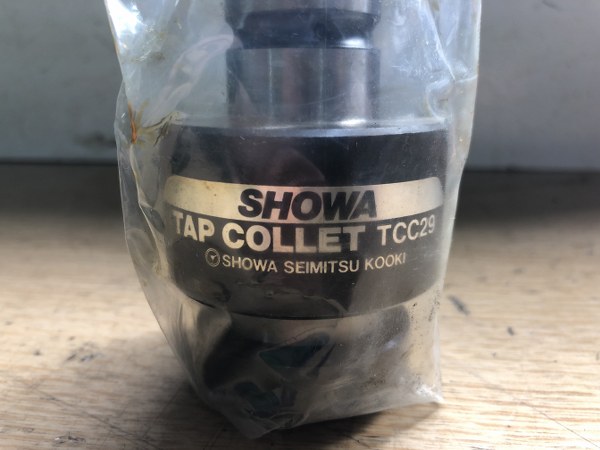 SHOWA
TAP COLLET TCC29
SHOWA SEIMITSU KOOKI